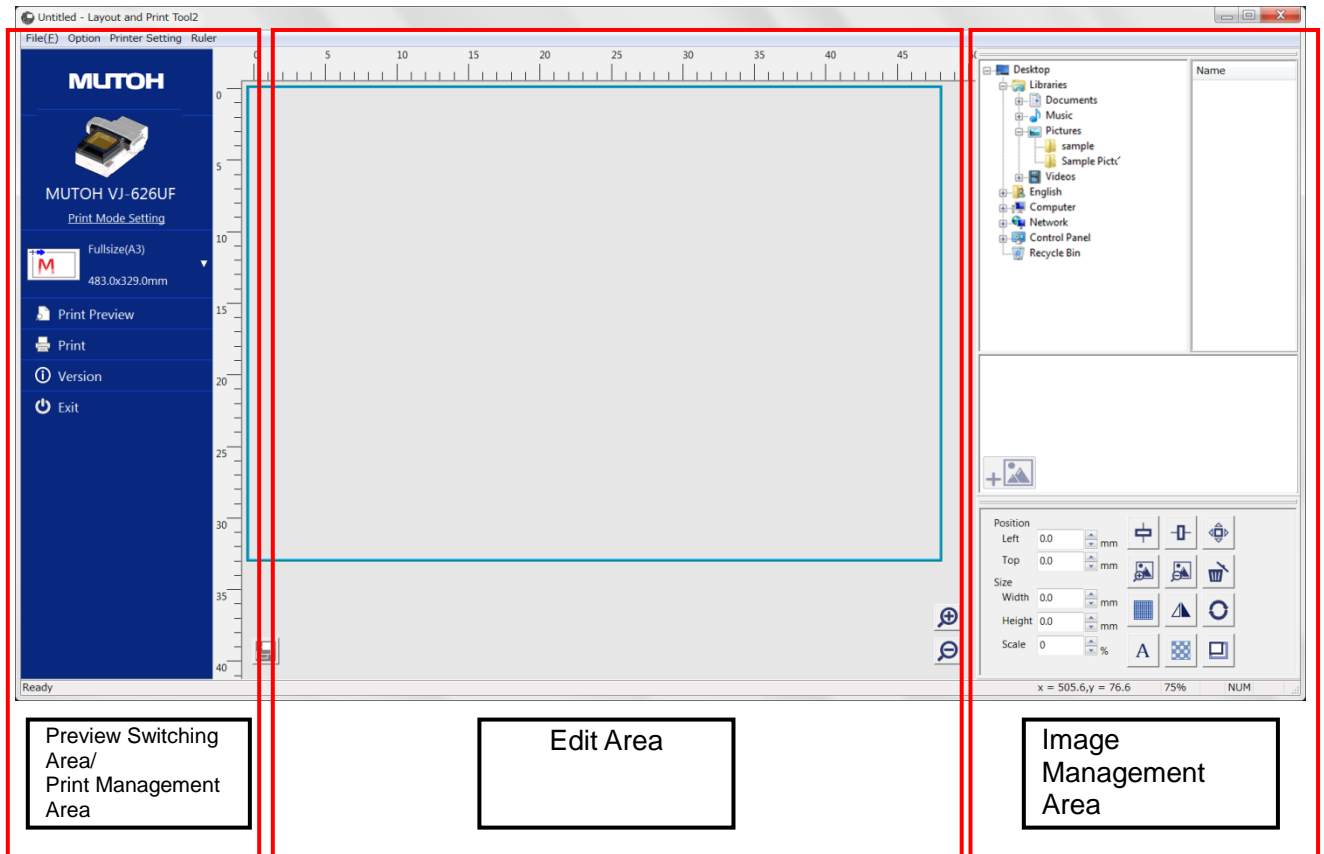 Untitled - Layout and Print Tool2
File(F) Option Printer Setting Ruler
0 5 10 15 20 25 30 35 40 45
MUTOH
MUTOH VJ-626UF
Print Mode Setting
Fullsize(A3)
483.0x329.0mm
Print Preview
Print
Version
Exit
0
5
10
15
20
25
30
35
40
Desktop
Libraries
Documents
Music
Pictures
sample
Sample Pict
Videos
English
Computer
Network
Control Panel
Recycle Bin
Name
Position
Left 0.0 mm
Top 0.0 mm
Size
Width 0.0 mm
Height 0.0 mm
Scale 0 %
A
Ready
x = 505.6,y = 76.6 75% NUM
Preview Switching
Area/
Print Management
Area
Edit Area
Image
Management
Area